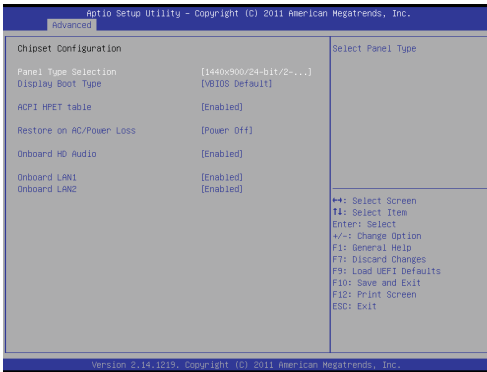 Aptio Setup Utility – Copyright (C) 2011 American Megatrends, Inc.
Advanced
Chipset Configuration
Select Panel Type
Panel Type Selection [1440x900/24-bit/2-...]
Display Boot Type [VBIOS Default]
ACPI HPET table [Enabled]
Restore on AC/Power Loss [Power Off]
Onboard HD Audio [Enabled]
Onboard LAN1 [Enabled]
Onboard LAN2 [Enabled]
↔: Select Screen
↑↓: Select Item
Enter: Select
+/-: Change Option
F1: General Help
F7: Discard Changes
F9: Load UEFI Defaults
F10: Save and Exit
F12: Print Screen
ESC: Exit
Version 2.14.1219. Copyright (C) 2011 American Megatrends, Inc.